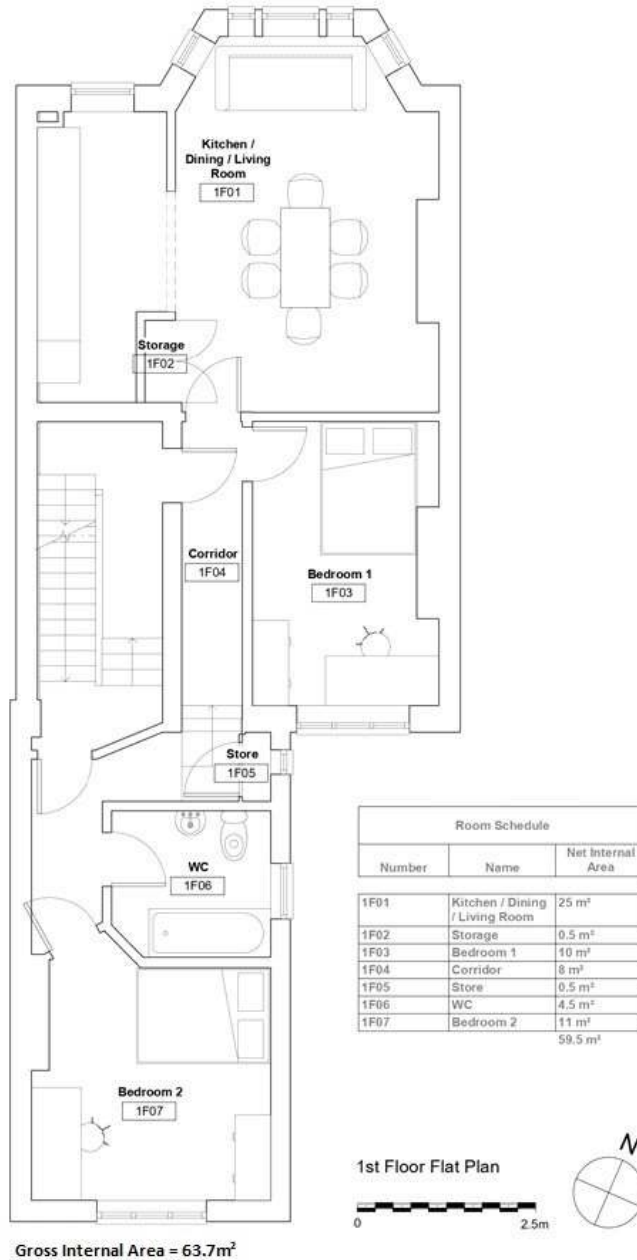 Kitchen /
Dining / Living
Room
1F01
Storage
1F02
Corridor
1F04
Bedroom 1
1F03
Store
1F05
WC
1F06
Bedroom 2
1F07
Room Schedule
Number Name Net Internal Area
1F01 Kitchen / Dining / Living Room 25 m²
1F02 Storage 0.5 m²
1F03 Bedroom 1 10 m²
1F04 Corridor 8 m²
1F05 Store 0.5 m²
1F06 WC 4.5 m²
1F07 Bedroom 2 11 m²
59.5 m²
1st Floor Flat Plan
0 2.5m
N
Gross Internal Area = 63.7m²